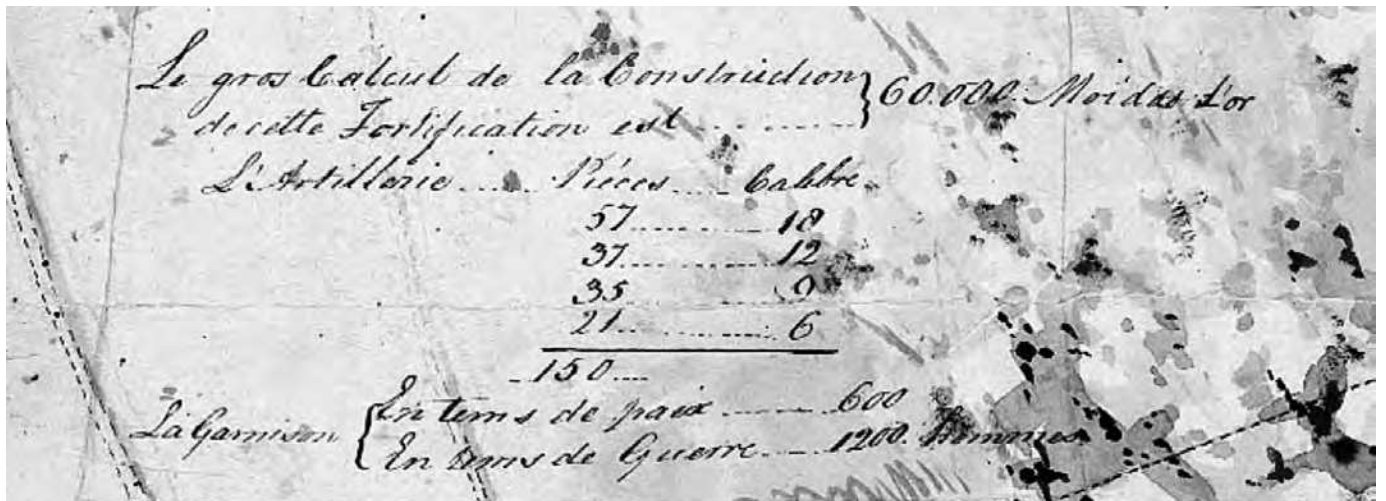 Le gros Calcul de la Construction } 60.000. Moidas d'or
de cette Fortification est ............
L'Artillerie ..... Piéces .... Calibre.
57 ........... 18
37 ........... 12
35 ........... 9
21 ........... 6
150 ....
La Garnison { En tems de paix ........ 600
En tems de Guerre .... 1200. hommes